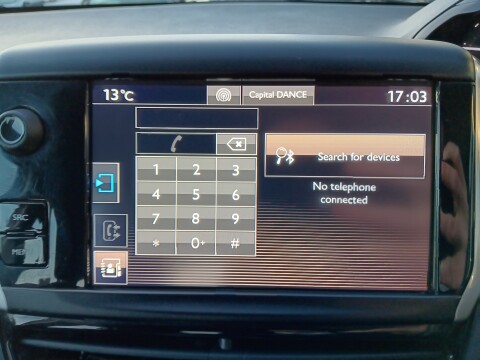 13°C
Capital DANCE
17:03
Search for devices
No telephone
connected
1 2 3
4 5 6
7 8 9
* 0+ #
SRC
MENU